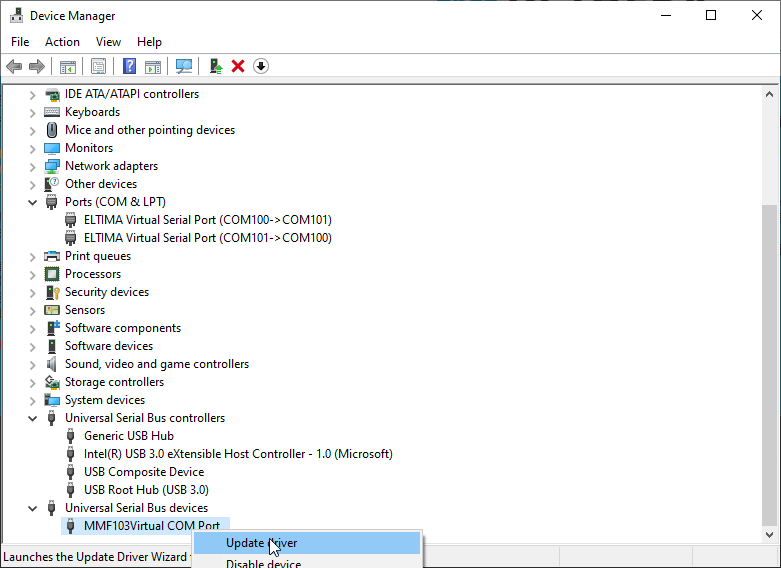 Device Manager
File Action View Help
IDE ATA/ATAPI controllers
Keyboards
Mice and other pointing devices
Monitors
Network adapters
Other devices
Ports (COM & LPT)
ELTIMA Virtual Serial Port (COM100->COM101)
ELTIMA Virtual Serial Port (COM101->COM100)
Print queues
Processors
Security devices
Sensors
Software components
Software devices
Sound, video and game controllers
Storage controllers
System devices
Universal Serial Bus controllers
Generic USB Hub
Intel(R) USB 3.0 eXtensible Host Controller - 1.0 (Microsoft)
USB Composite Device
USB Root Hub (USB 3.0)
Universal Serial Bus devices
MMF103Virtual COM Port
Update driver
Launches the Update Driver Wizard
Disable device